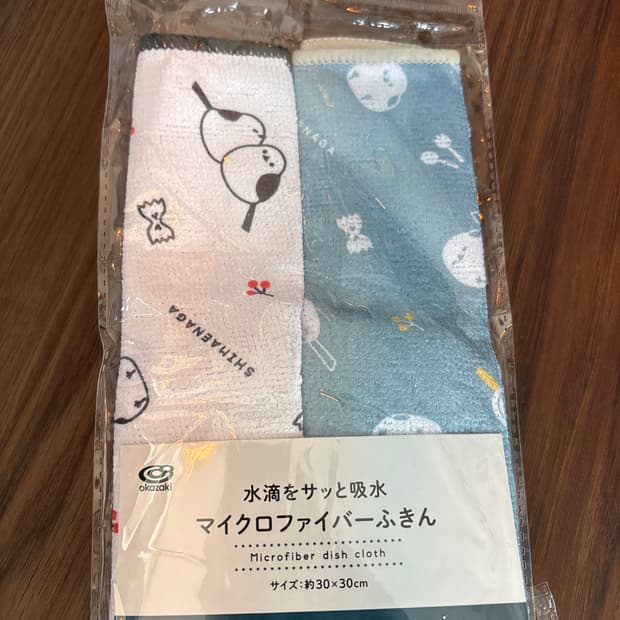 NAGA
SHIMAENAGA
okazaki
水滴をサッと吸水
マイクロファイバーふきん
Microfiber dish cloth
サイズ:約30×30cm